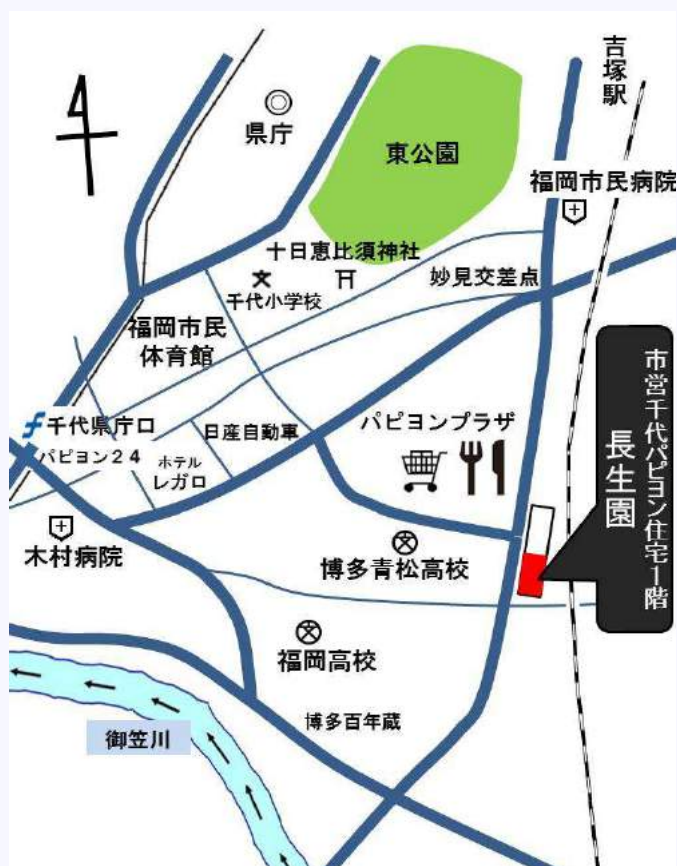 吉塚駅
県庁
東公園
福岡市民病院
十日恵比須神社
妙見交差点
千代小学校
福岡市民
体育館
市営千代パピヨン住宅1階
長生園
千代県庁口
日産自動車
パピヨンプラザ
パピヨン24
ホテル
レガロ
木村病院
博多青松高校
福岡高校
博多百年蔵
御笠川